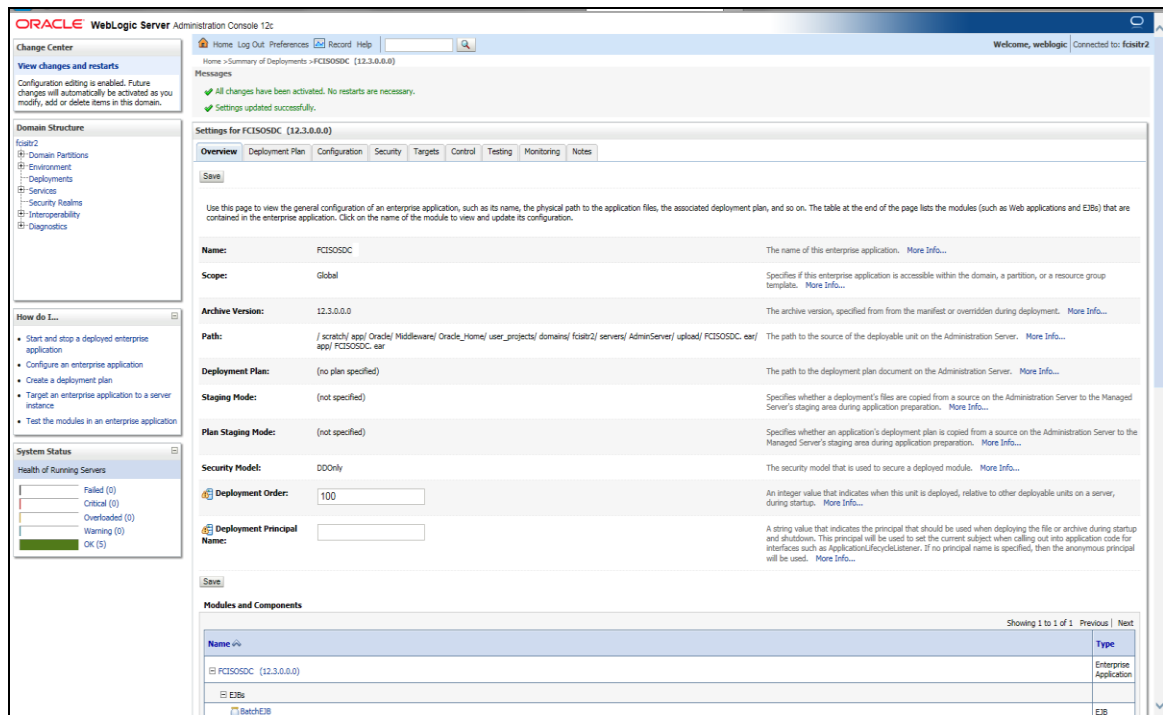 ORACLE WebLogic Server Administration Console 12c
Change Center
View changes and restarts
Configuration editing is enabled. Future
changes will automatically be activated as you
modify, add or delete items in this domain.
Domain Structure
fcisitr2
Domain Partitions
Environment
Deployments
Services
Security Realms
Interoperability
Diagnostics
How do I...
Start and stop a deployed enterprise
application
Configure an enterprise application
Create a deployment plan
Target an enterprise application to a server
instance
Test the modules in an enterprise application
System Status
Health of Running Servers
Failed (0)
Critical (0)
Overloaded (0)
Warning (0)
OK (5)
Home Log Out Preferences Record Help
Welcome, weblogic Connected to: fcisitr2
Home >Summary of Deployments >FCISOSDC (12.3.0.0.0)
Messages
All changes have been activated. No restarts are necessary.
Settings updated successfully.
Settings for FCISOSDC (12.3.0.0.0)
Overview Deployment Plan Configuration Security Targets Control Testing Monitoring Notes
Save
Use this page to view the general configuration of an enterprise application, such as its name, the physical path to the application files, the associated deployment plan, and so on. The table at the end of the page lists the modules (such as Web applications and EJBs) that are
contained in the enterprise application. Click on the name of the module to view and update its configuration.
Name: FCISOSDC The name of this enterprise application. More Info...
Scope: Global Specifies if this enterprise application is accessible within the domain, a partition, or a resource group
template. More Info...
Archive Version: 12.3.0.0.0 The archive version, specified from from the manifest or overridden during deployment. More Info...
Path: / scratch/ app/ Oracle/ Middleware/ Oracle_Home/ user_projects/ domains/ fcisitr2/ servers/ AdminServer/ upload/ FCISOSDC. ear/ The path to the source of the deployable unit on the Administration Server. More Info...
app/ FCISOSDC. ear
Deployment Plan: (no plan specified) The path to the deployment plan document on the Administration Server. More Info...
Staging Mode: (not specified) Specifies whether a deployment's files are copied from a source on the Administration Server to the Managed
Server's staging area during application preparation. More Info...
Plan Staging Mode: (not specified) Specifies whether an application's deployment plan is copied from a source on the Administration Server to the
Managed Server's staging area during application preparation. More Info...
Security Model: DDOnly The security model that is used to secure a deployed module. More Info...
Deployment Order: 100 An integer value that indicates when this unit is deployed, relative to other deployable units on a server,
during startup. More Info...
Deployment Principal
Name:
A string value that indicates the principal that should be used when deploying the file or archive during startup
and shutdown. This principal will be used to set the current subject when calling out into application code for
interfaces such as ApplicationLifecycleListener. If no principal name is specified, then the anonymous principal
will be used. More Info...
Save
Modules and Components
Showing 1 to 1 of 1 Previous | Next
Name Type
FCISOSDC (12.3.0.0.0) Enterprise
Application
EJBs
BatchEJB EJB